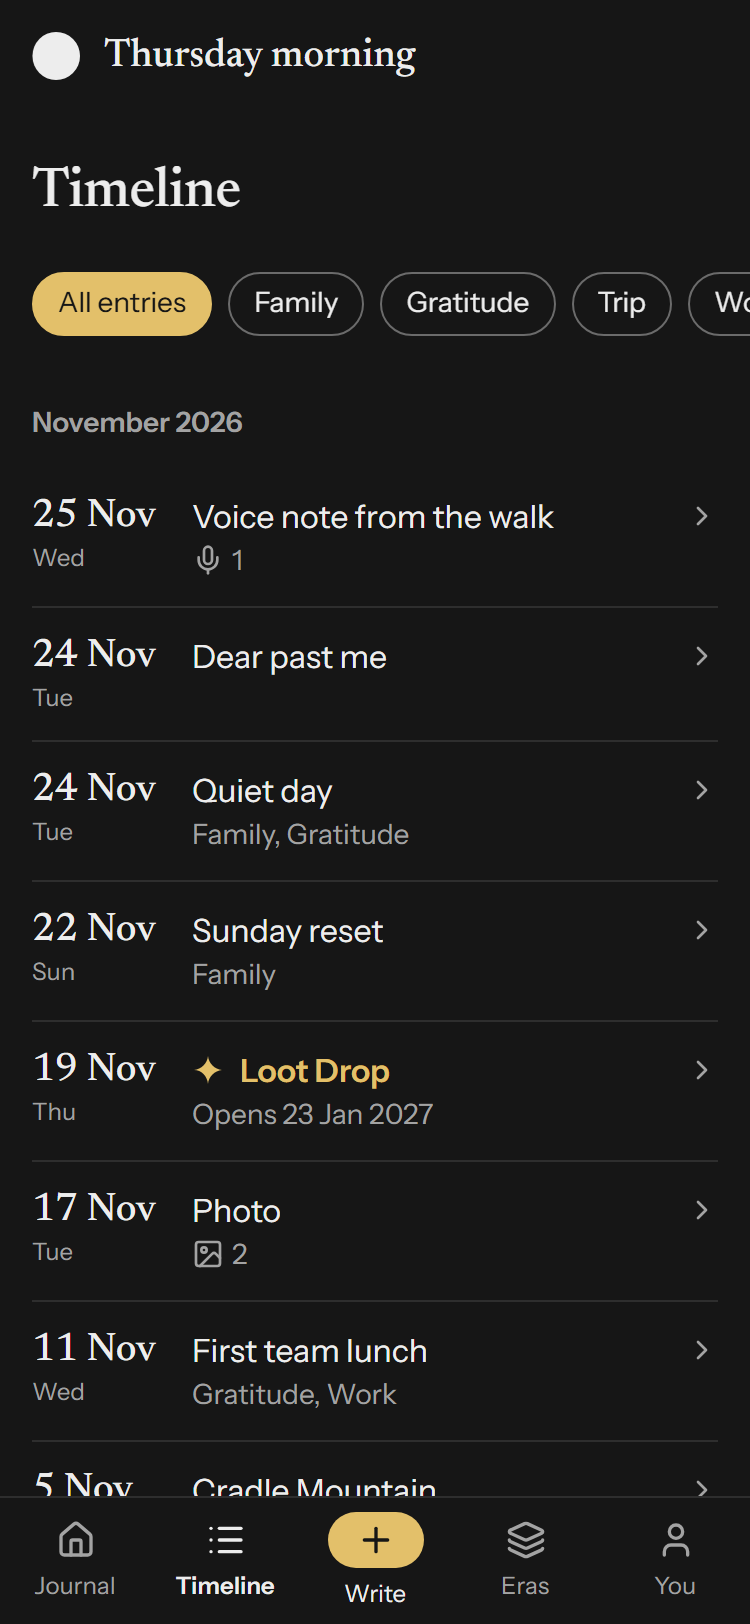 Thursday morning
Timeline
All entries
Family
Gratitude
Trip
Wo
November 2026
25 Nov
Wed
Voice note from the walk
1
24 Nov
Tue
Dear past me
24 Nov
Tue
Quiet day
Family, Gratitude
22 Nov
Sun
Sunday reset
Family
19 Nov
Thu
Loot Drop
Opens 23 Jan 2027
17 Nov
Tue
Photo
2
11 Nov
Wed
First team lunch
Gratitude, Work
5 Nov
Cradle Mountain
Journal
Timeline
Write
Eras
You